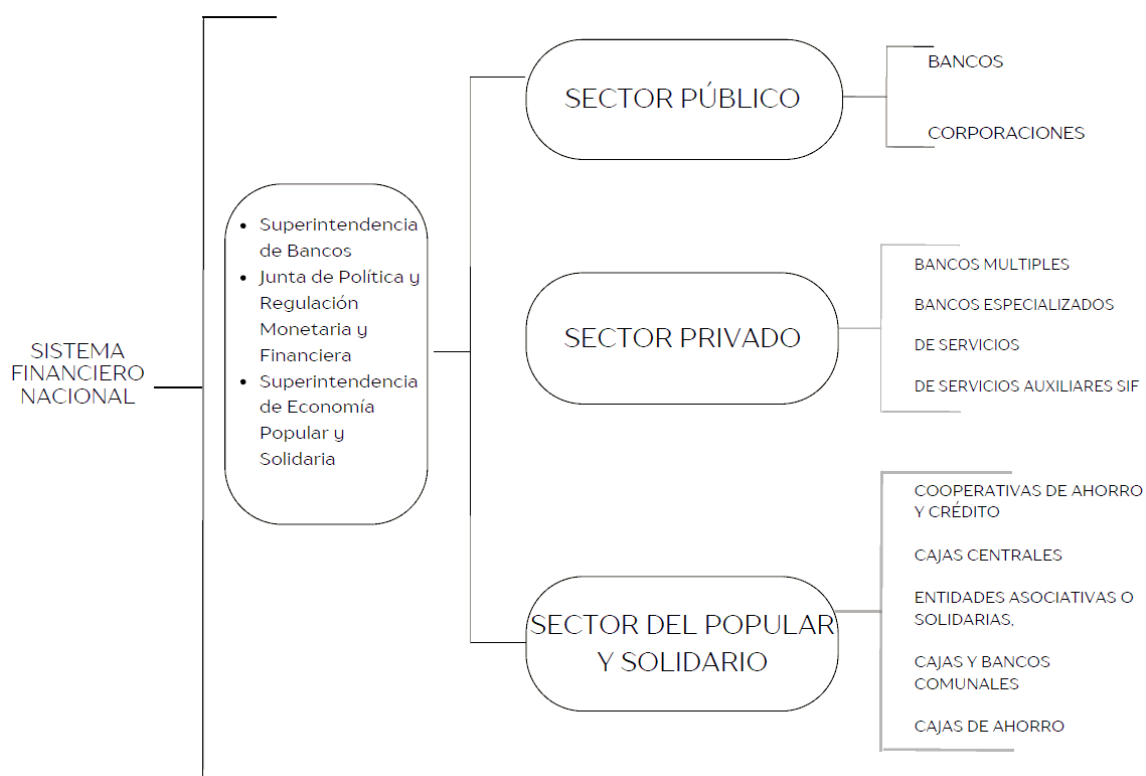 SISTEMA
FINANCIERO
NACIONAL
• Superintendencia
de Bancos
• Junta de Política y
Regulación
Monetaria y
Financiera
• Superintendencia
de Economía
Popular y
Solidaria
SECTOR PÚBLICO
BANCOS
CORPORACIONES
SECTOR PRIVADO
BANCOS MULTIPLES
BANCOS ESPECIALIZADOS
DE SERVICIOS
DE SERVICIOS AUXILIARES SIF
SECTOR DEL POPULAR
Y SOLIDARIO
COOPERATIVAS DE AHORRO
Y CRÉDITO
CAJAS CENTRALES
ENTIDADES ASOCIATIVAS O
SOLIDARIAS,
CAJAS Y BANCOS
COMUNALES
CAJAS DE AHORRO